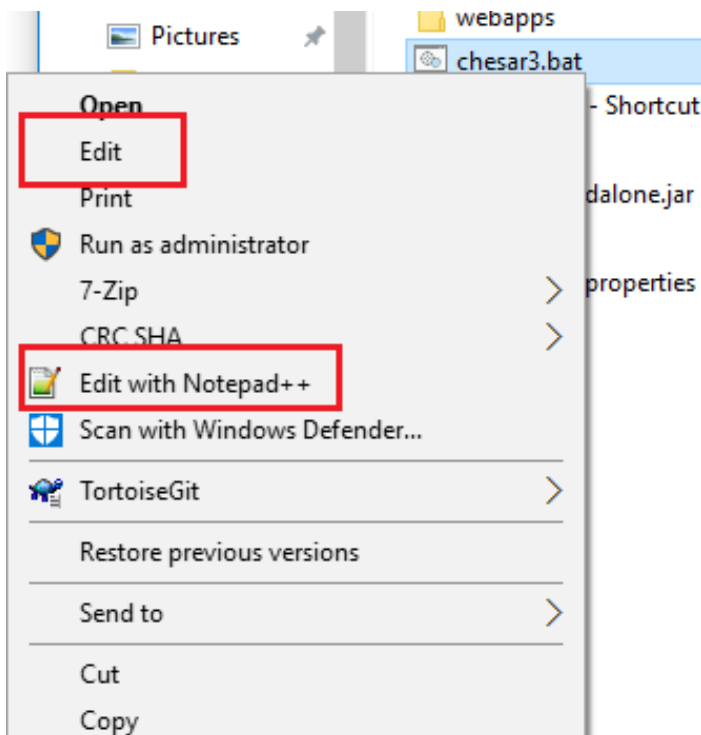 Pictures
webapps
chesar3.bat
- Shortcut
dalone.jar
properties
Open
Edit
Print
Run as administrator
7-Zip
CRC SHA
Edit with Notepad++
Scan with Windows Defender...
TortoiseGit
Restore previous versions
Send to
Cut
Copy